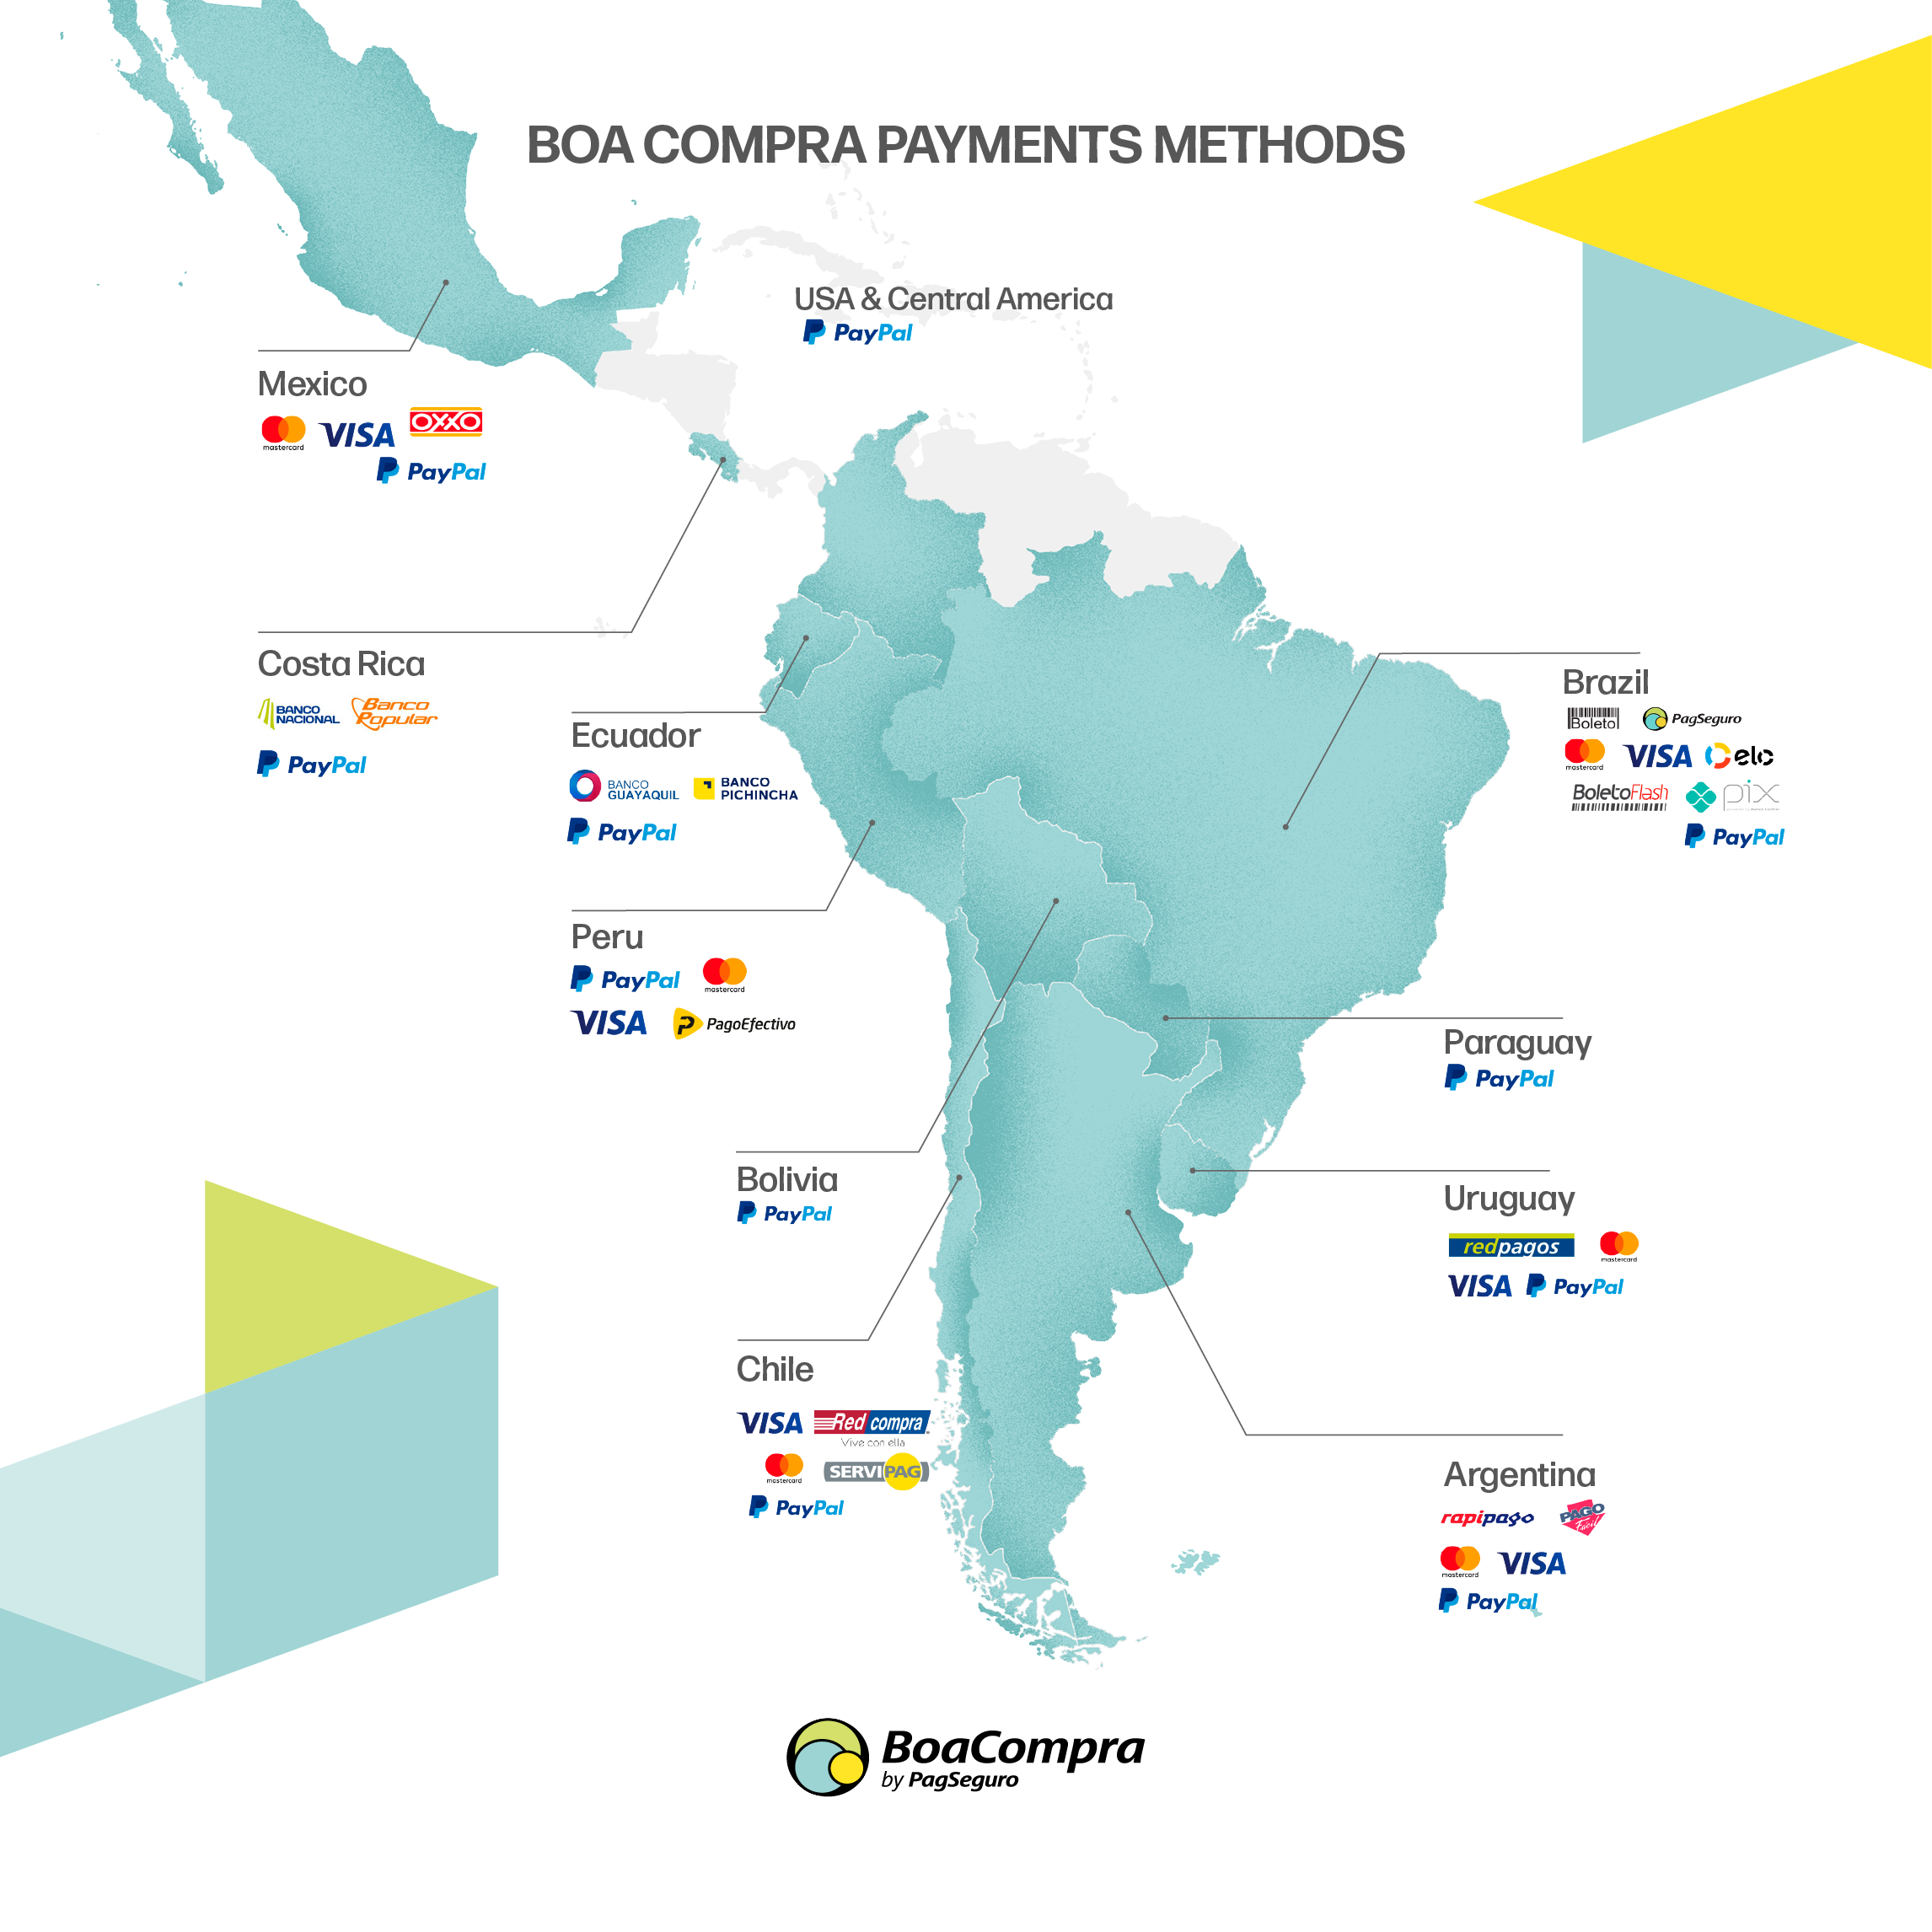 BOA COMPRA PAYMENTS METHODS
USA & Central America
PayPal
Mexico
mastercard
VISA
OXXO
PayPal
Costa Rica
BANCO
NACIONAL
Banco
Popular
PayPal
Ecuador
BANCO
GUAYAQUIL
BANCO
PICHINCHA
PayPal
Peru
PayPal
mastercard
VISA
PagoEfectivo
Bolivia
PayPal
Chile
VISA
Redcompra
Vive con ella
mastercard
SERVIPAG
PayPal
Brazil
Boleto
PagSeguro
mastercard
VISA
elo
BoletoFlash
pix
PayPal
Paraguay
PayPal
Uruguay
redpagos
mastercard
VISA
PayPal
Argentina
rapipago
PAGO
Fácil
mastercard
VISA
PayPal
BoaCompra
by PagSeguro